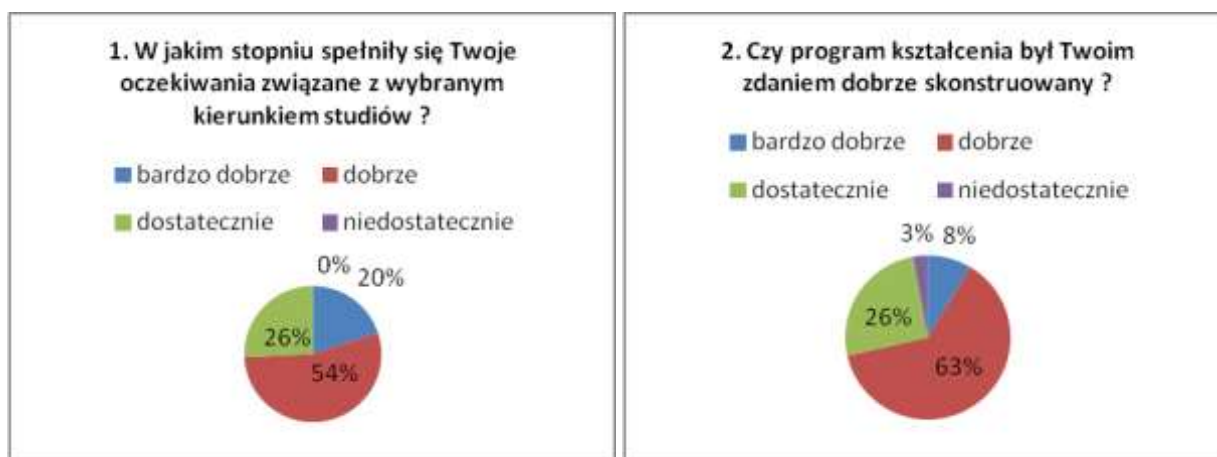 1. W jakim stopniu spełniły się Twoje
oczekiwania związane z wybranym
kierunkiem studiów ?
bardzo dobrze
dobrze
dostatecznie
niedostatecznie
0%
20%
26%
54%
2. Czy program kształcenia był Twoim
zdaniem dobrze skonstruowany ?
bardzo dobrze
dobrze
dostatecznie
niedostatecznie
3%
8%
26%
63%